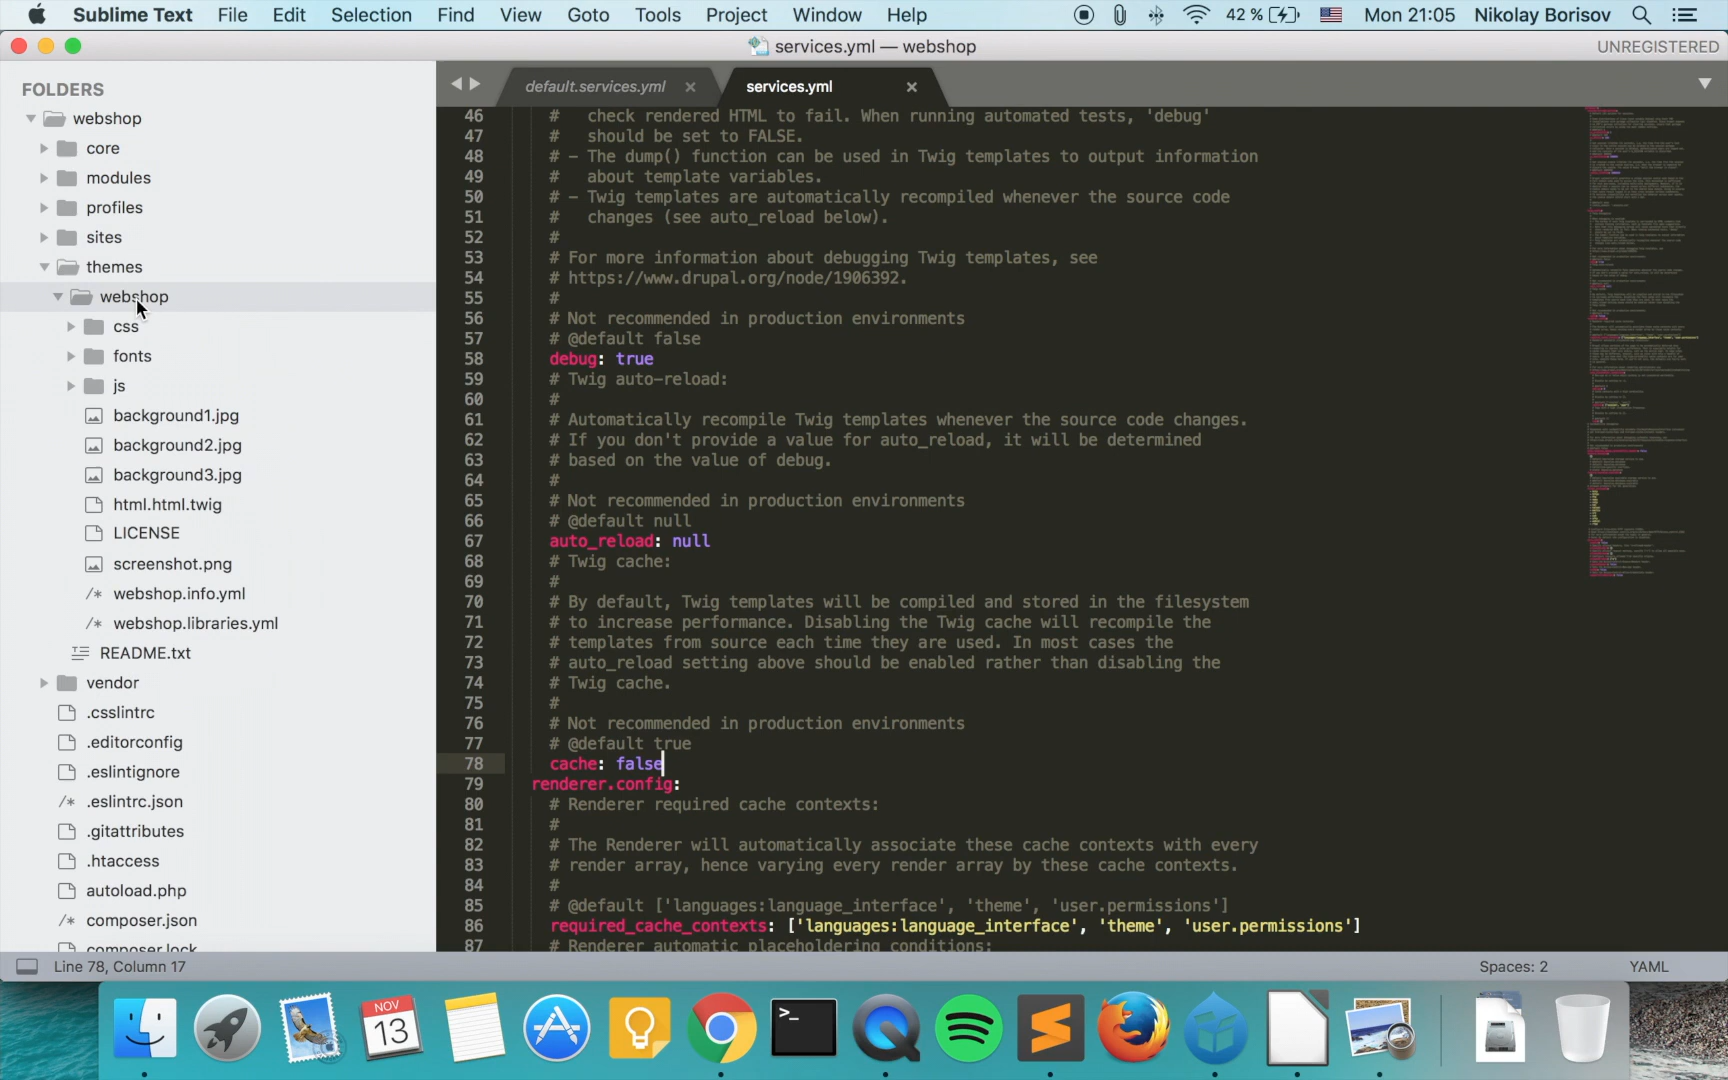 Sublime Text File Edit Selection Find View Goto Tools Project Window Help 42 % Mon 21:05 Nikolay Borisov
services.yml — webshop UNREGISTERED
FOLDERS
webshop
core
modules
profiles
sites
themes
webshop
css
fonts
js
background1.jpg
background2.jpg
background3.jpg
html.html.twig
LICENSE
screenshot.png
/* webshop.info.yml
/* webshop.libraries.yml
README.txt
vendor
.csslintrc
.editorconfig
.eslintignore
/* .eslintrc.json
.gitattributes
.htaccess
autoload.php
/* composer.json
composer.lock
default.services.yml
services.yml
46 # check rendered HTML to fail. When running automated tests, 'debug'
47 # should be set to FALSE.
48 # - The dump() function can be used in Twig templates to output information
49 # about template variables.
50 # - Twig templates are automatically recompiled whenever the source code
51 # changes (see auto_reload below).
52 #
53 # For more information about debugging Twig templates, see
54 # https://www.drupal.org/node/1906392.
55 #
56 # Not recommended in production environments
57 # @default false
58 debug: true
59 # Twig auto-reload:
60 #
61 # Automatically recompile Twig templates whenever the source code changes.
62 # If you don't provide a value for auto_reload, it will be determined
63 # based on the value of debug.
64 #
65 # Not recommended in production environments
66 # @default null
67 auto_reload: null
68 # Twig cache:
69 #
70 # By default, Twig templates will be compiled and stored in the filesystem
71 # to increase performance. Disabling the Twig cache will recompile the
72 # templates from source each time they are used. In most cases the
73 # auto_reload setting above should be enabled rather than disabling the
74 # Twig cache.
75 #
76 # Not recommended in production environments
77 # @default true
78 cache: false
79 renderer.config:
80 # Renderer required cache contexts:
81 #
82 # The Renderer will automatically associate these cache contexts with every
83 # render array, hence varying every render array by these cache contexts.
84 #
85 # @default ['languages:language_interface', 'theme', 'user.permissions']
86 required_cache_contexts: ['languages:language_interface', 'theme', 'user.permissions']
87 # Renderer automatic placeholdering conditions:
Line 78, Column 17 Spaces: 2 YAML
NOV
13
>_